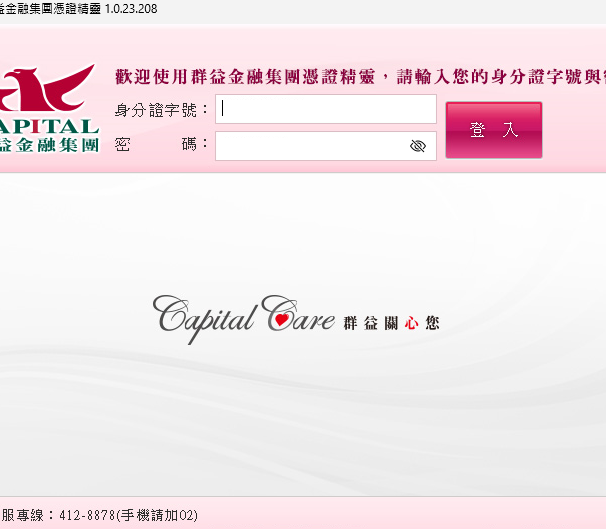 益金融集團憑證精靈 1.0.23.208
歡迎使用群益金融集團憑證精靈，請輸入您的身分證字號與
APITAL
益金融集團
身分證字號：
密 碼：
登 入
Capital Care 群益關心您
服專線：412-8878(手機請加02)